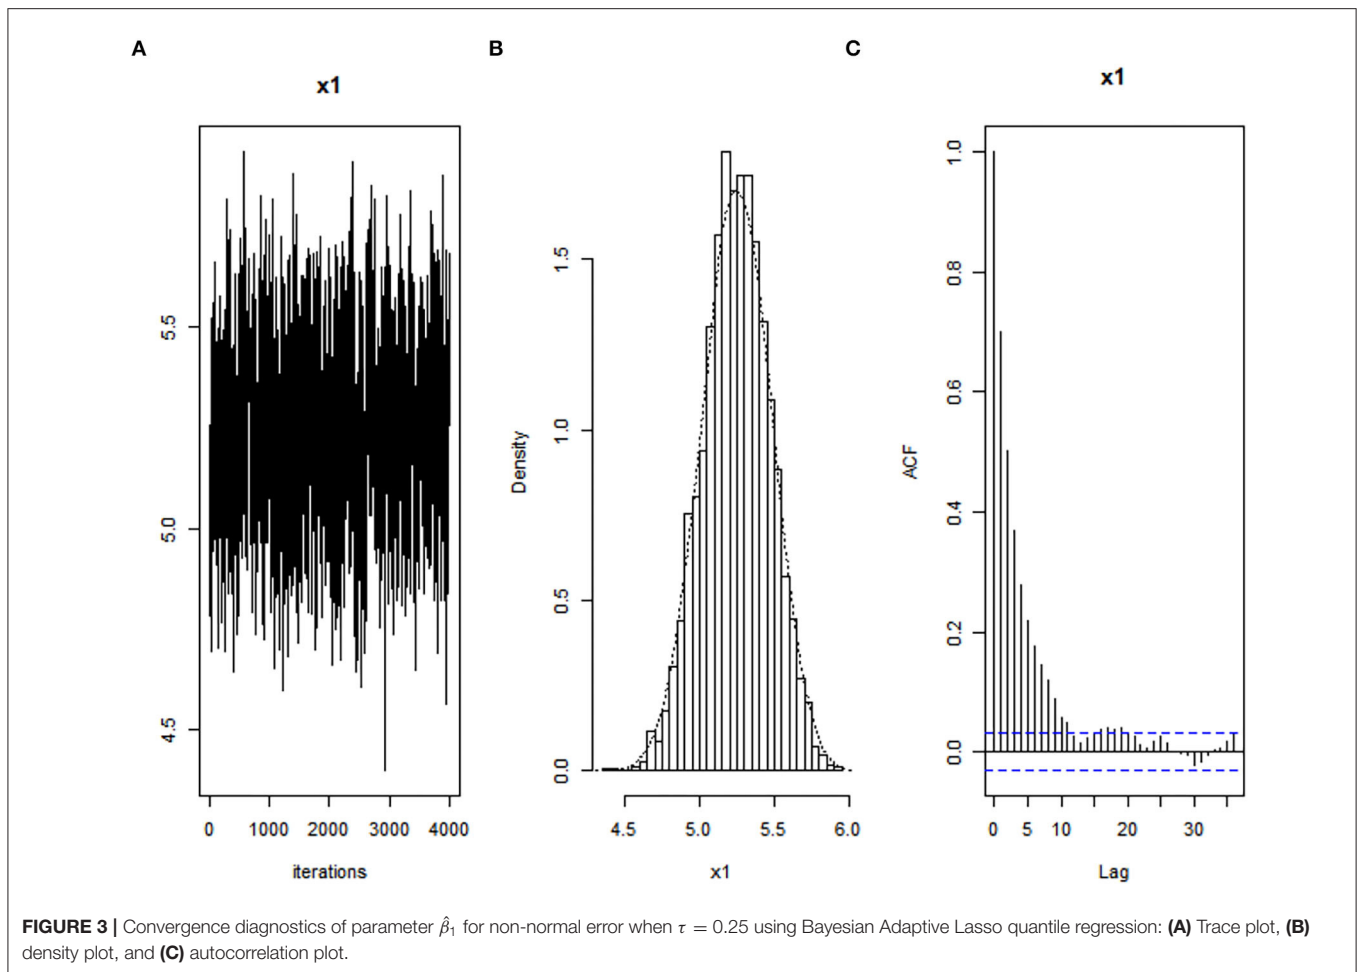 A
x1
5.5
5.0
4.5
0 1000 2000 3000 4000
iterations
B
1.5
1.0
0.5
0.0
Density
4.5 5.0 5.5 6.0
x1
C
x1
1.0
0.8
0.6
0.4
0.2
0.0
ACF
0 5 10 20 30
Lag
FIGURE 3 | Convergence diagnostics of parameter β̂₁ for non-normal error when τ = 0.25 using Bayesian Adaptive Lasso quantile regression: (A) Trace plot, (B)
density plot, and (C) autocorrelation plot.